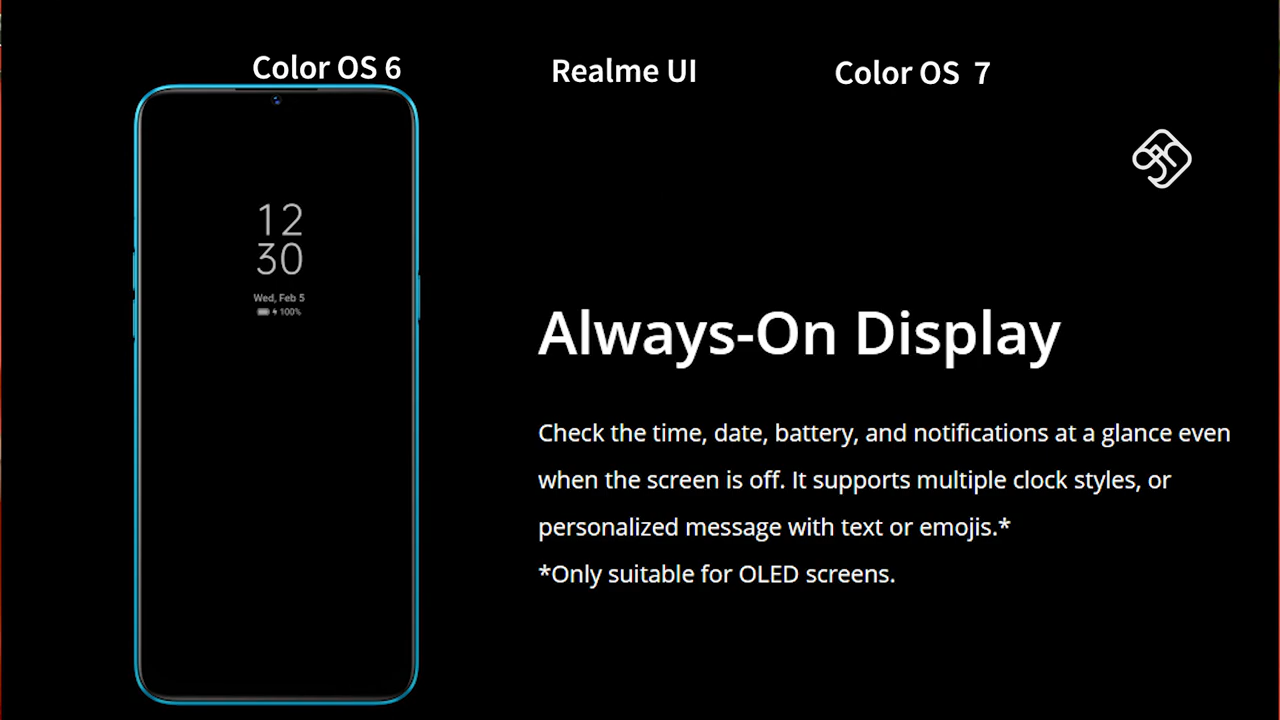 Color OS 6
Realme UI
Color OS 7
12
30
Wed, Feb 5
100%
Always-On Display
Check the time, date, battery, and notifications at a glance even
when the screen is off. It supports multiple clock styles, or
personalized message with text or emojis.*
*Only suitable for OLED screens.